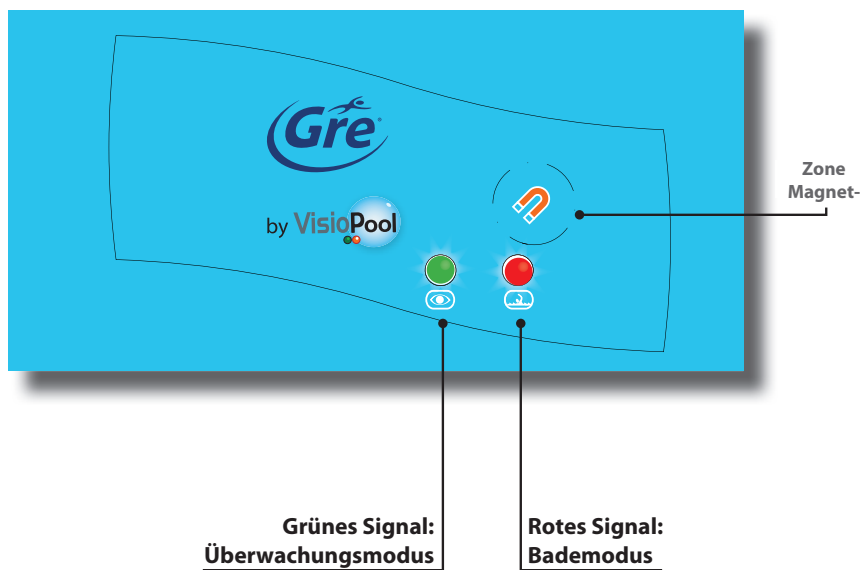 Gre
by VisioPool
Zone
Magnet-
Grünes Signal:
Überwachungsmodus
Rotes Signal:
Bademodus